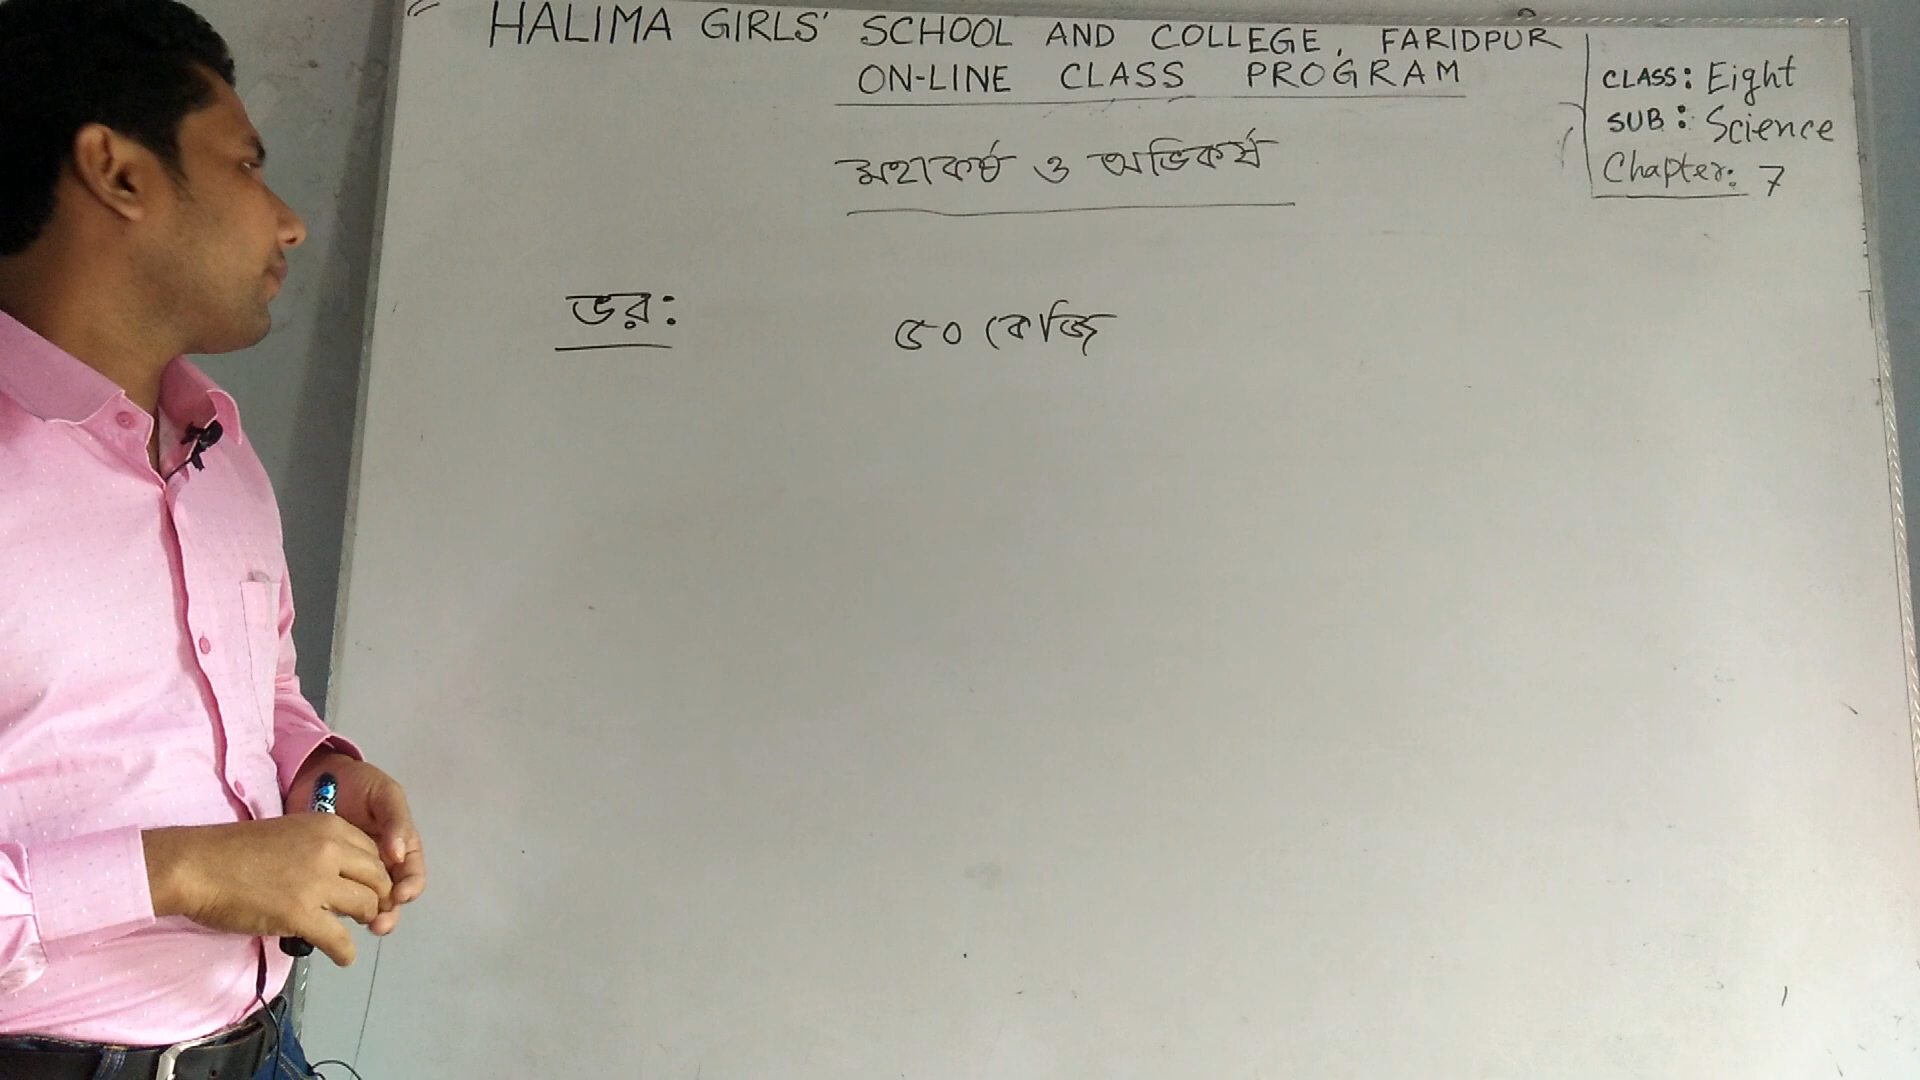 HALIMA GIRLS' SCHOOL AND COLLEGE, FARIDPUR
ON-LINE CLASS PROGRAM
CLASS: Eight
SUB: Science
Chapter: 7
মহাকর্ষ ও অভিকর্ষ
ভর: ৫০ কেজি